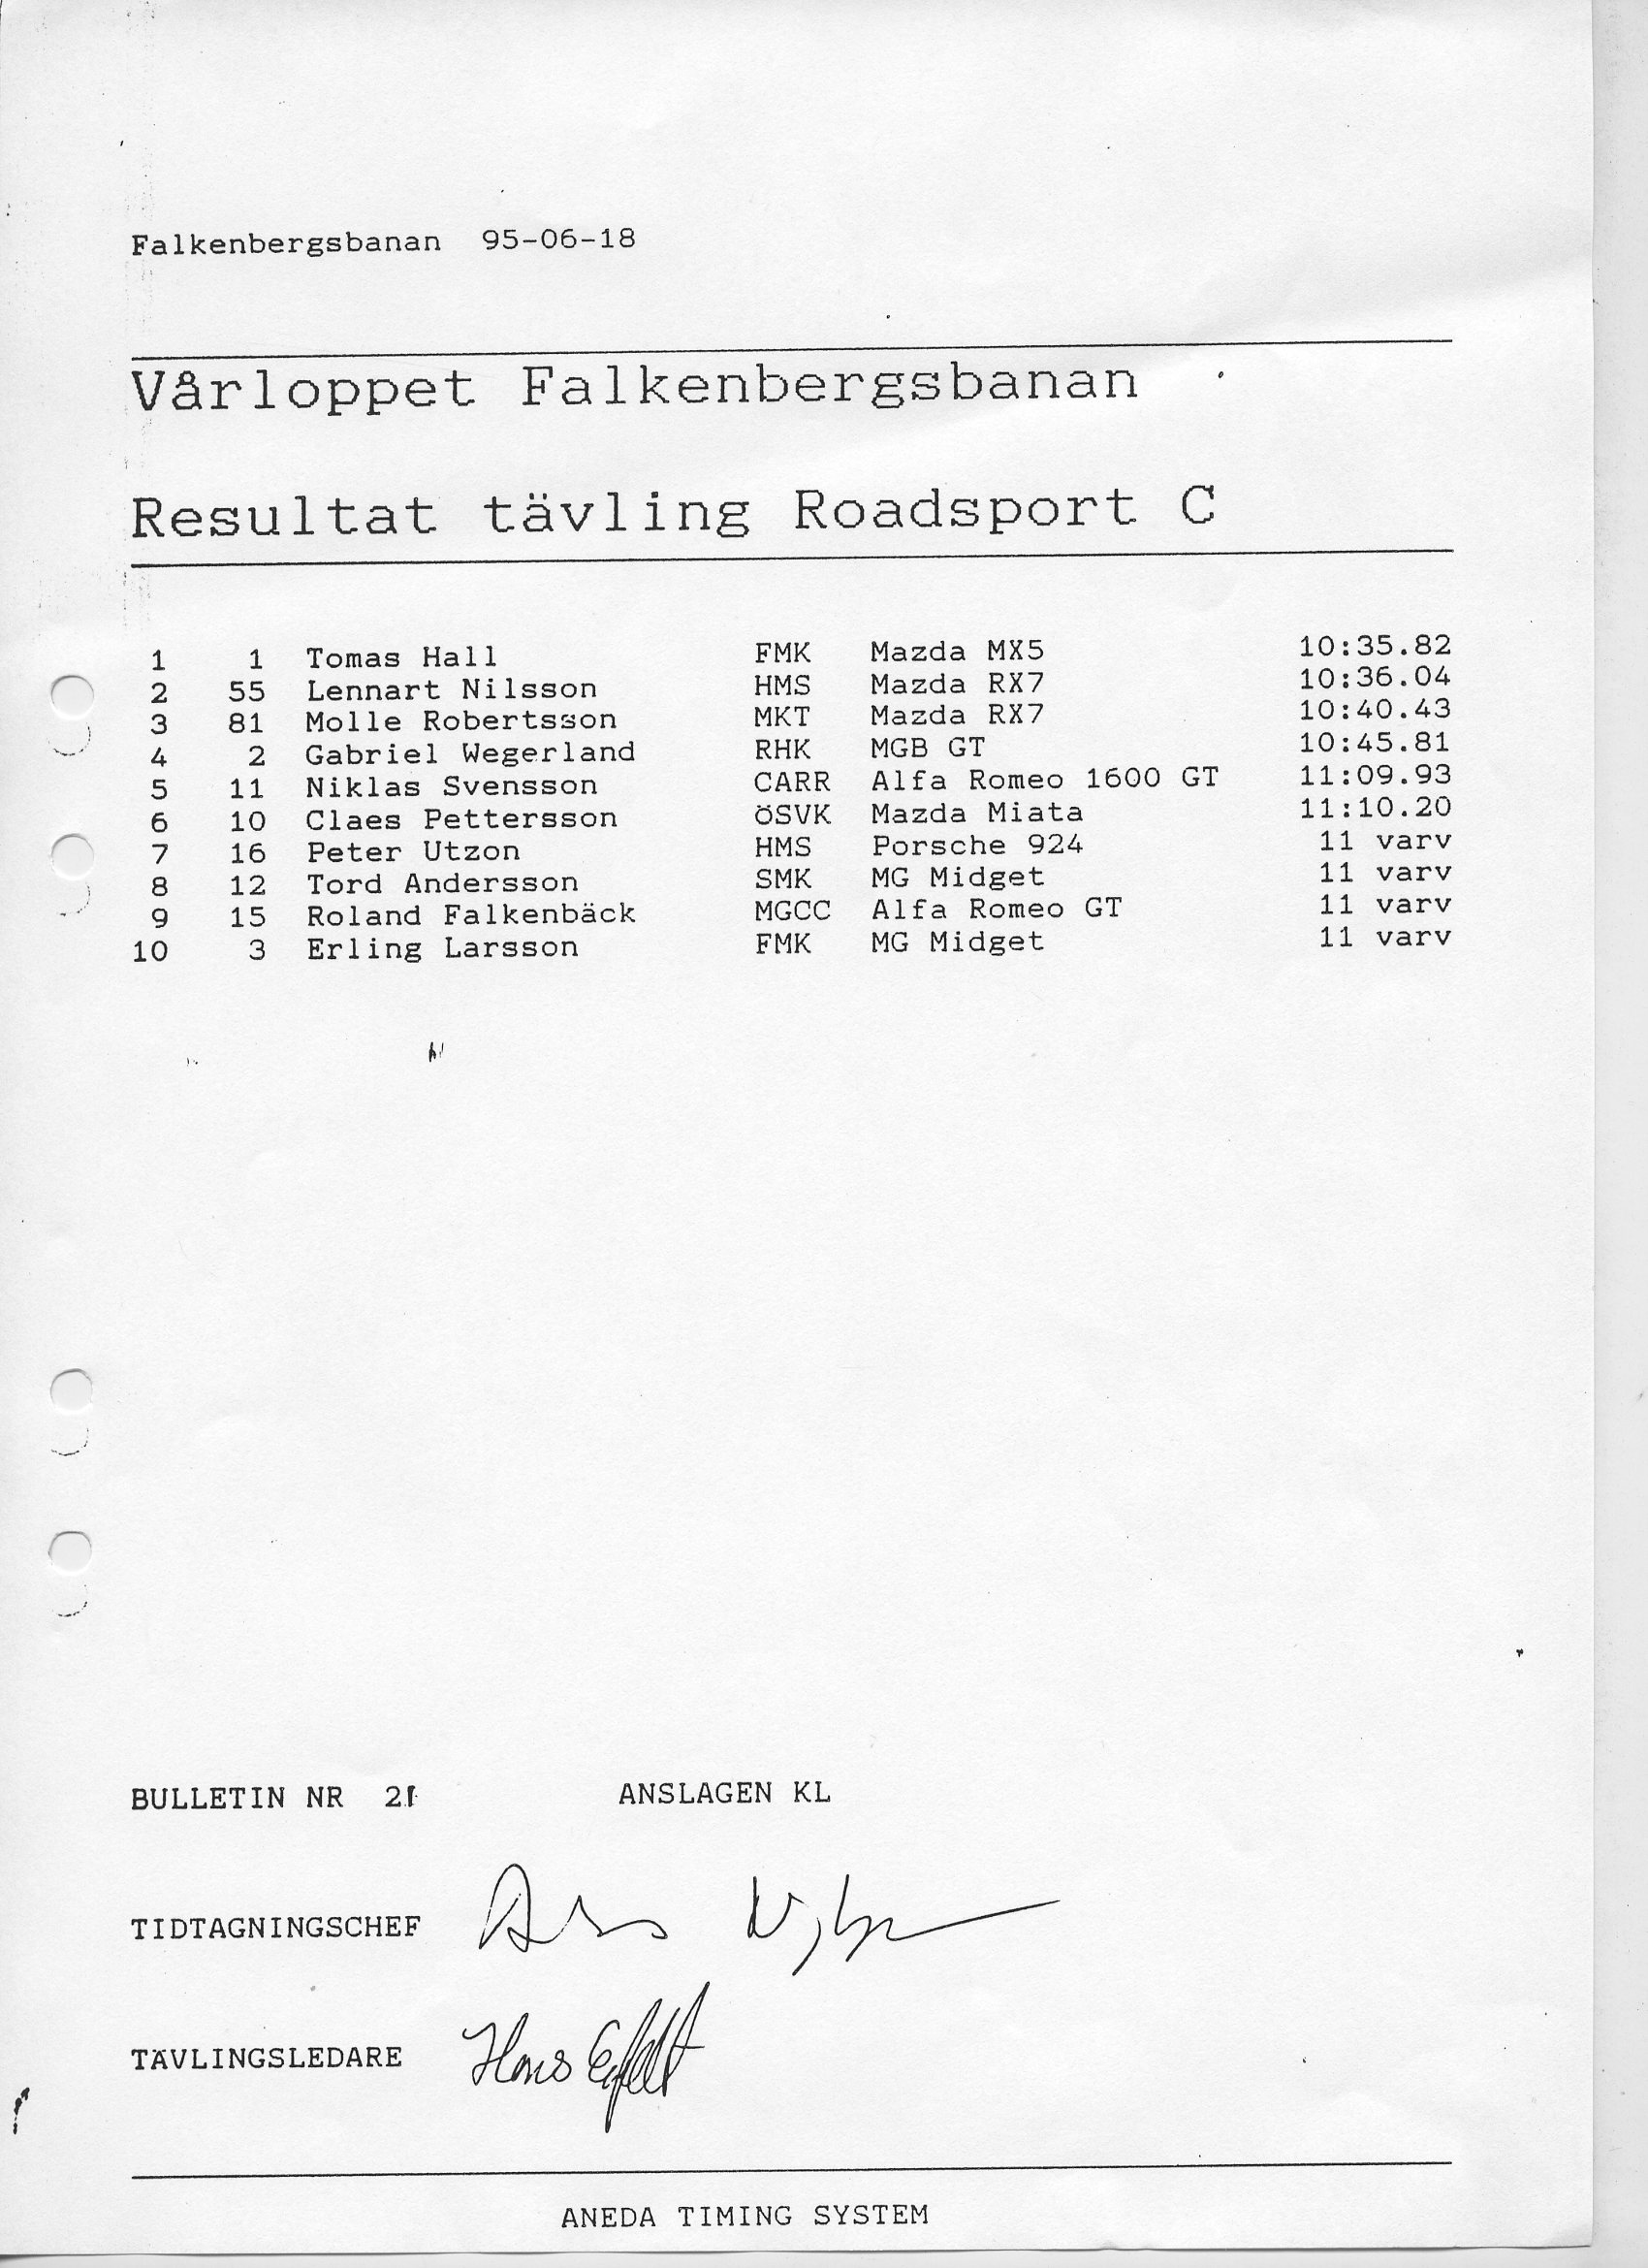 Falkenbergsbanan 95-06-18
Vårloppet Falkenbergsbanan
Resultat tävling Roadsport C
1 1 Tomas Hall FMK Mazda MX5 10:35.82
2 55 Lennart Nilsson HMS Mazda RX7 10:36.04
3 81 Molle Robertsson MKT Mazda RX7 10:40.43
4 2 Gabriel Wegerland RHK MGB GT 10:45.81
5 11 Niklas Svensson CARR Alfa Romeo 1600 GT 11:09.93
6 10 Claes Pettersson ÖSVK Mazda Miata 11:10.20
7 16 Peter Utzon HMS Porsche 924 11 varv
8 12 Tord Andersson SMK MG Midget 11 varv
9 15 Roland Falkenbäck MGCC Alfa Romeo GT 11 varv
10 3 Erling Larsson FMK MG Midget 11 varv
BULLETIN NR 21 ANSLAGEN KL
TIDTAGNINGSCHEF
TÄVLINGSLEDARE Hans
ANEDA TIMING SYSTEM